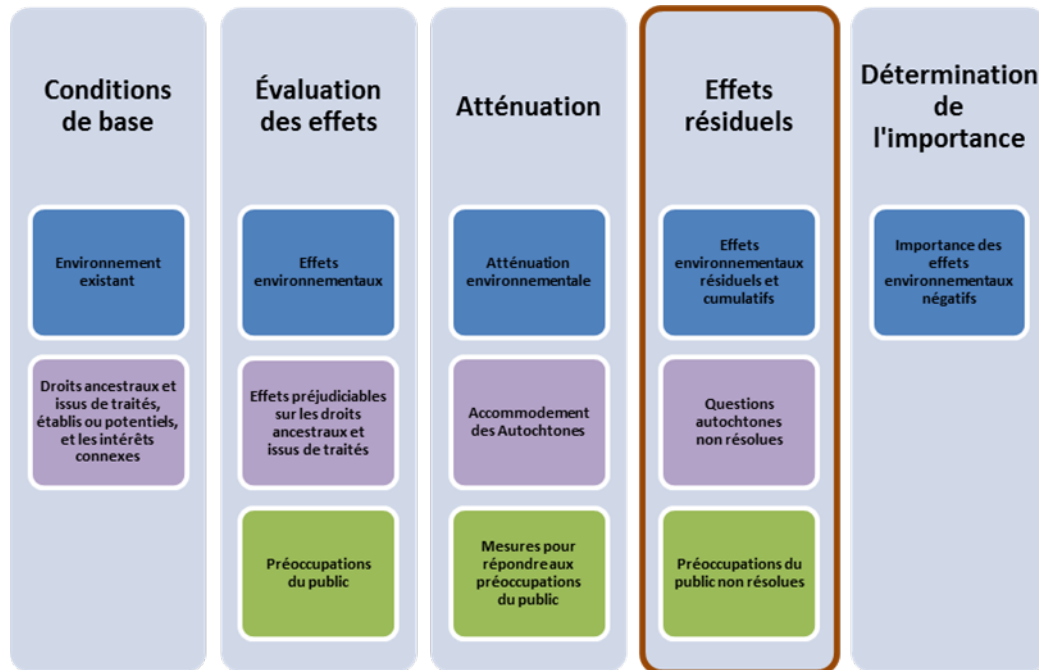 Conditions
de base
Environnement
existant
Droits ancestraux et
issus de traités,
établis ou potentiels,
et les intérêts
connexes
Évaluation
des effets
Effets
environnementaux
Effets préjudiciables
sur les droits
ancestraux et
issus de traités
Préoccupations
du public
Atténuation
Atténuation
environnementale
Accommodement
des Autochtones
Mesures pour
répondre aux
préoccupations
du public
Effets
résiduels
Effets
environnementaux
résiduels et
cumulatifs
Questions
autochtones
non résolues
Préoccupations du
public non résolues
Détermination
de
l'importance
Importance des
effets
environnementaux
négatifs